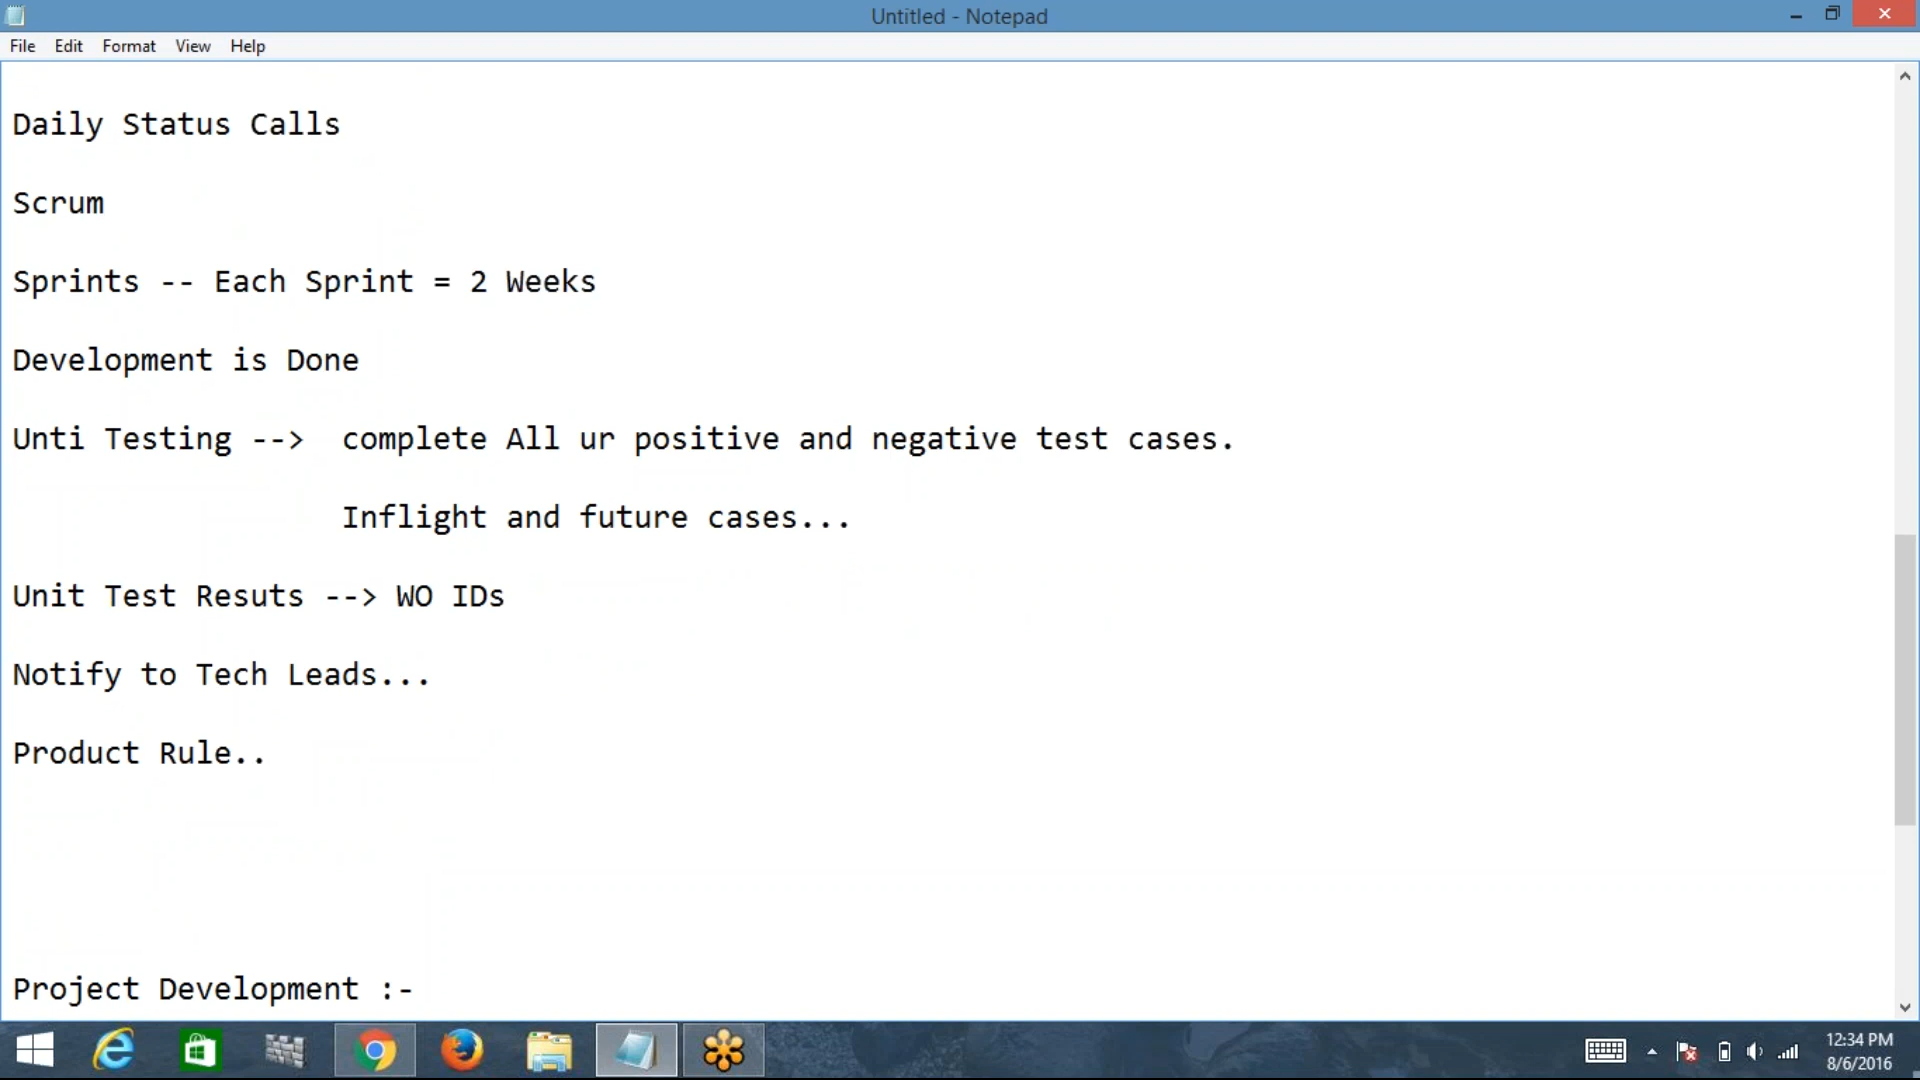 Untitled - Notepad
File Edit Format View Help
Daily Status Calls
Scrum
Sprints -- Each Sprint = 2 Weeks
Development is Done
Unti Testing --> complete All ur positive and negative test cases.
Inflight and future cases...
Unit Test Resuts --> WO IDs
Notify to Tech Leads...
Product Rule..
Project Development :-
12:34 PM
8/6/2016